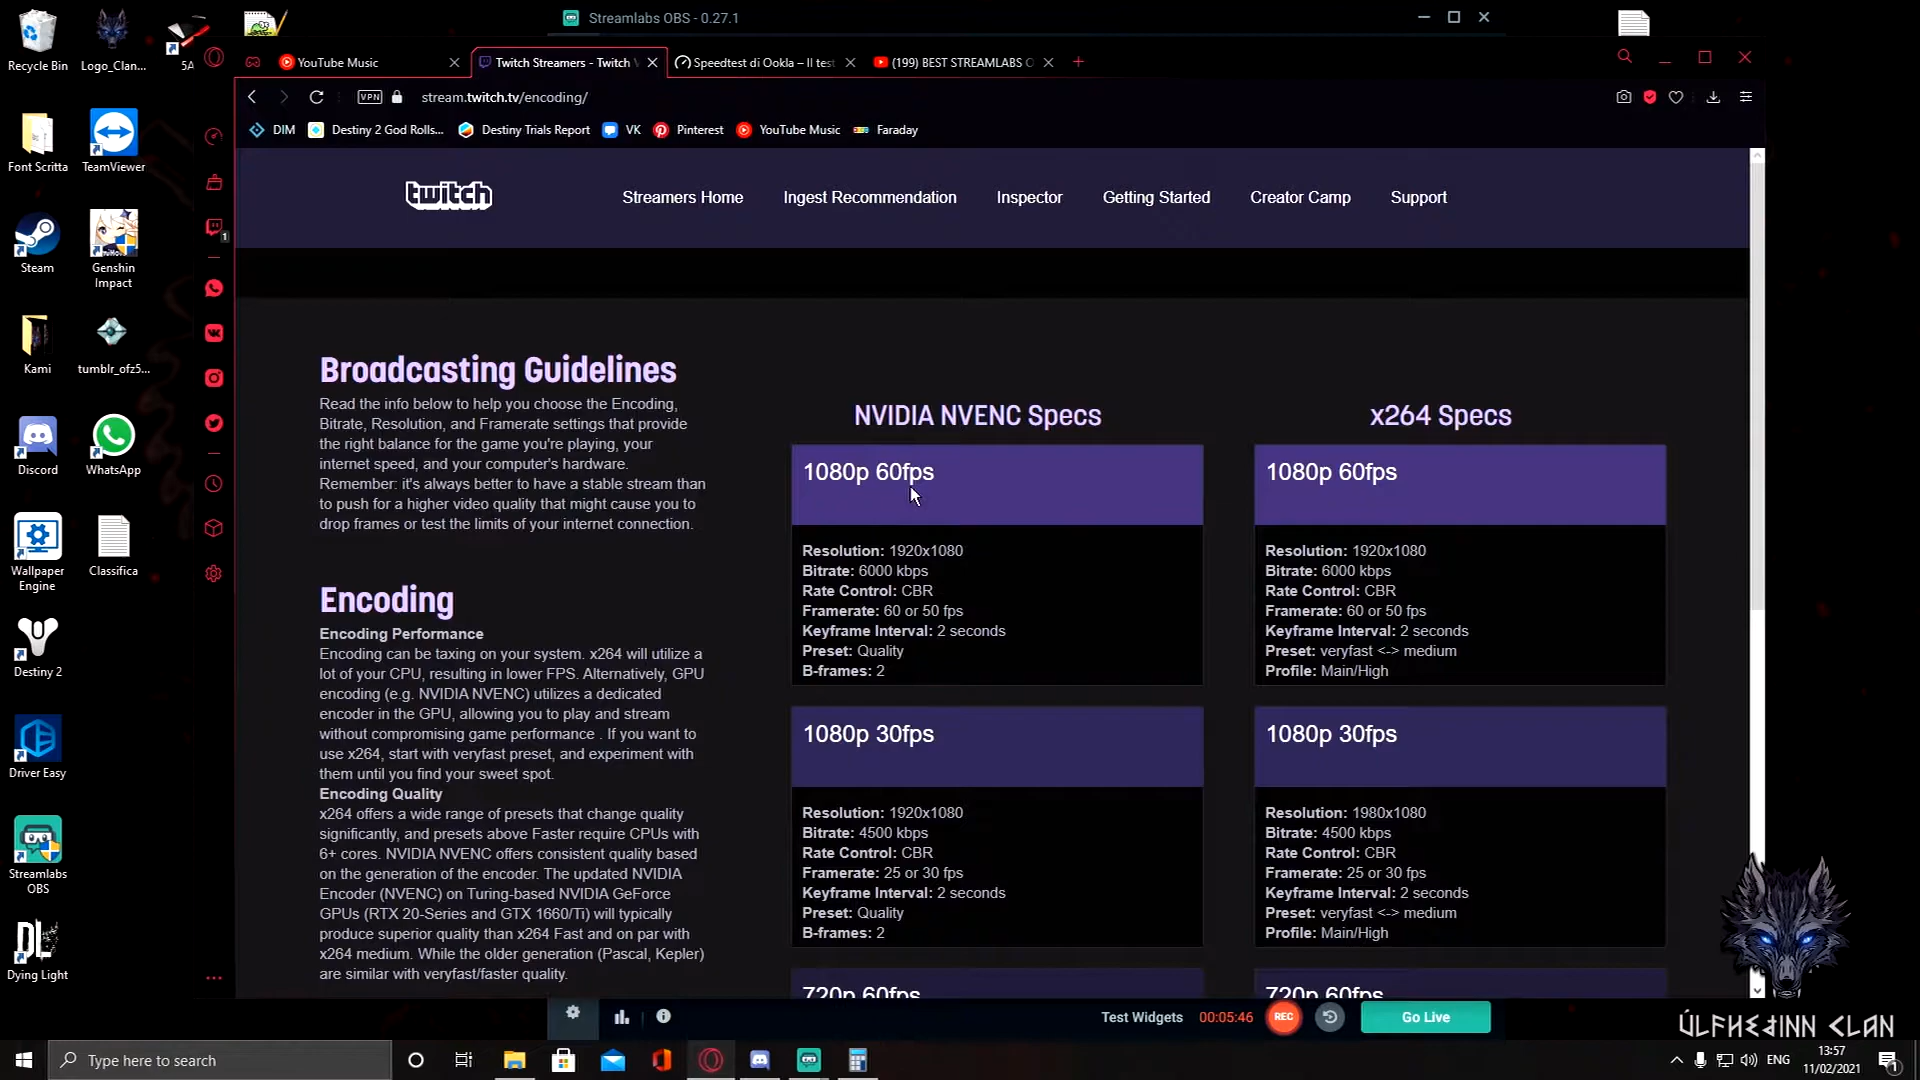 Streamlabs OBS - 0.27.1
YouTube Music
Twitch Streamers - Twitch
Speedtest di Ookla – Il test
(199) BEST STREAMLABS
VPN
stream.twitch.tv/encoding/
DIM
Destiny 2 God Rolls...
Destiny Trials Report
VK
Pinterest
YouTube Music
Faraday
twitch
Streamers Home
Ingest Recommendation
Inspector
Getting Started
Creator Camp
Support
Broadcasting Guidelines
Read the info below to help you choose the Encoding,
Bitrate, Resolution, and Framerate settings that provide
the right balance for the game you're playing, your
internet speed, and your computer's hardware.
Remember: it's always better to have a stable stream than
to push for a higher video quality that might cause you to
drop frames or test the limits of your internet connection.
Encoding
Encoding Performance
Encoding can be taxing on your system. x264 will utilize a
lot of your CPU, resulting in lower FPS. Alternatively, GPU
encoding (e.g. NVIDIA NVENC) utilizes a dedicated
encoder in the GPU, allowing you to play and stream
without compromising game performance . If you want to
use x264, start with veryfast preset, and experiment with
them until you find your sweet spot.
Encoding Quality
x264 offers a wide range of presets that change quality
significantly, and presets above Faster require CPUs with
6+ cores. NVIDIA NVENC offers consistent quality based
on the generation of the encoder. The updated NVIDIA
Encoder (NVENC) on Turing-based NVIDIA GeForce
GPUs (RTX 20-Series and GTX 1660/Ti) will typically
produce superior quality than x264 Fast and on par with
x264 medium. While the older generation (Pascal, Kepler)
are similar with veryfast/faster quality.
NVIDIA NVENC Specs
1080p 60fps
Resolution: 1920x1080
Bitrate: 6000 kbps
Rate Control: CBR
Framerate: 60 or 50 fps
Keyframe Interval: 2 seconds
Preset: Quality
B-frames: 2
1080p 30fps
Resolution: 1920x1080
Bitrate: 4500 kbps
Rate Control: CBR
Framerate: 25 or 30 fps
Keyframe Interval: 2 seconds
Preset: Quality
B-frames: 2
720p 60fps
x264 Specs
1080p 60fps
Resolution: 1920x1080
Bitrate: 6000 kbps
Rate Control: CBR
Framerate: 60 or 50 fps
Keyframe Interval: 2 seconds
Preset: veryfast <-> medium
Profile: Main/High
1080p 30fps
Resolution: 1980x1080
Bitrate: 4500 kbps
Rate Control: CBR
Framerate: 25 or 30 fps
Keyframe Interval: 2 seconds
Preset: veryfast <-> medium
Profile: Main/High
720p 60fps
Recycle Bin
Logo_Clan...
5A
Font Scritta
TeamViewer
Steam
Genshin
Impact
Kami
tumblr_ofz5...
Discord
WhatsApp
Wallpaper
Engine
Classifica
Destiny 2
Driver Easy
Streamlabs
OBS
Dying Light
1
Test Widgets
00:05:46
REC
Go Live
ÚLFHEÐINN CLAN
Type here to search
ENG
13:57
11/02/2021
1